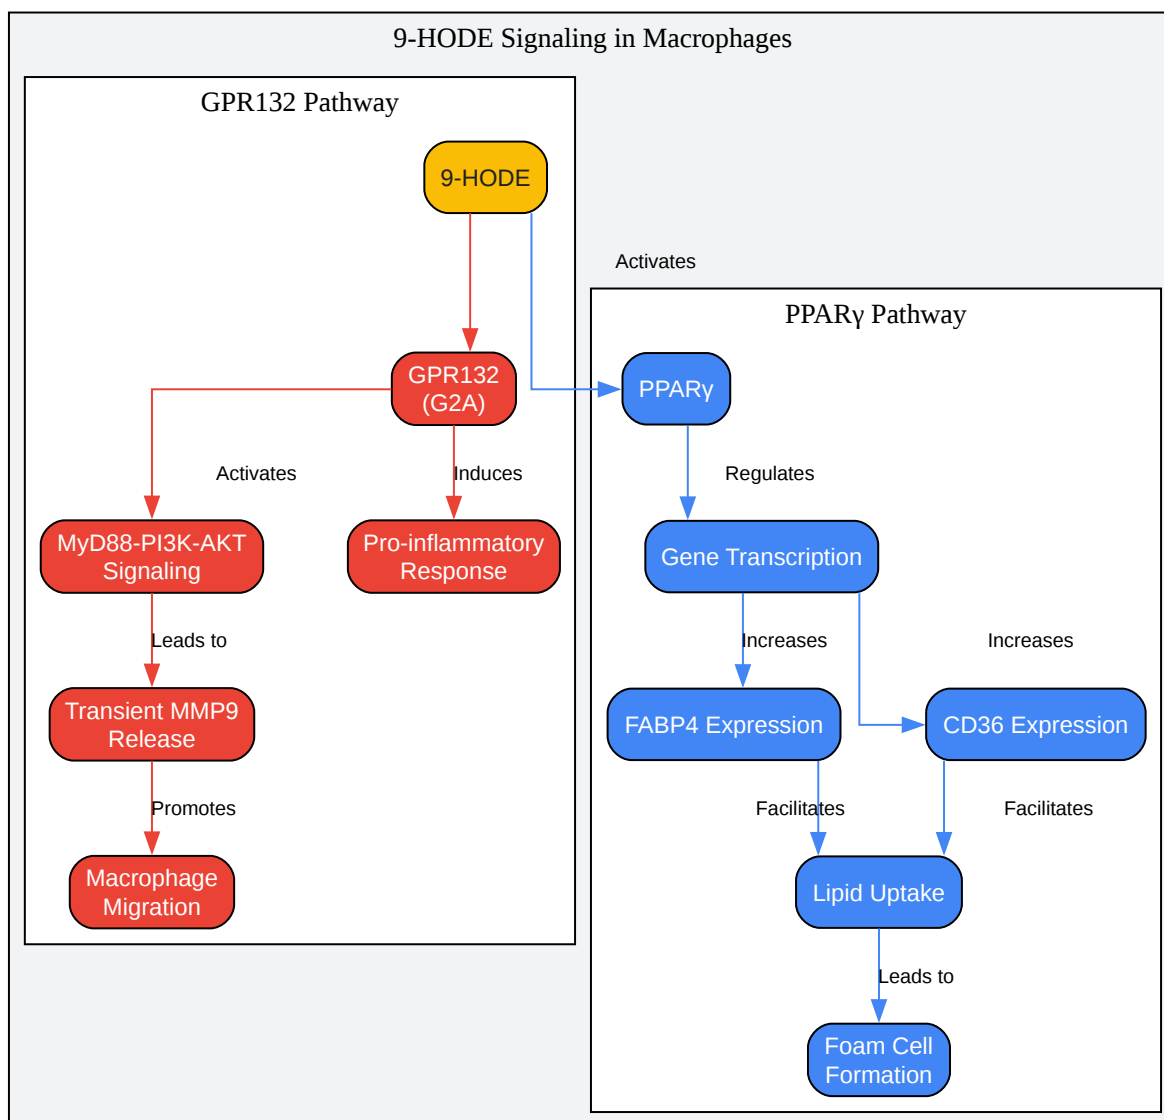 9-HODE Signaling in Macrophages
GPR132 Pathway
9-HODE
Activates
PPARγ Pathway
GPR132
(G2A)
PPARγ
Activates
Induces
Regulates
MyD88-PI3K-AKT
Signaling
Pro-inflammatory
Response
Gene Transcription
Leads to
Increases
Increases
Transient MMP9
Release
FABP4 Expression
CD36 Expression
Promotes
Facilitates
Facilitates
Macrophage
Migration
Lipid Uptake
Leads to
Foam Cell
Formation